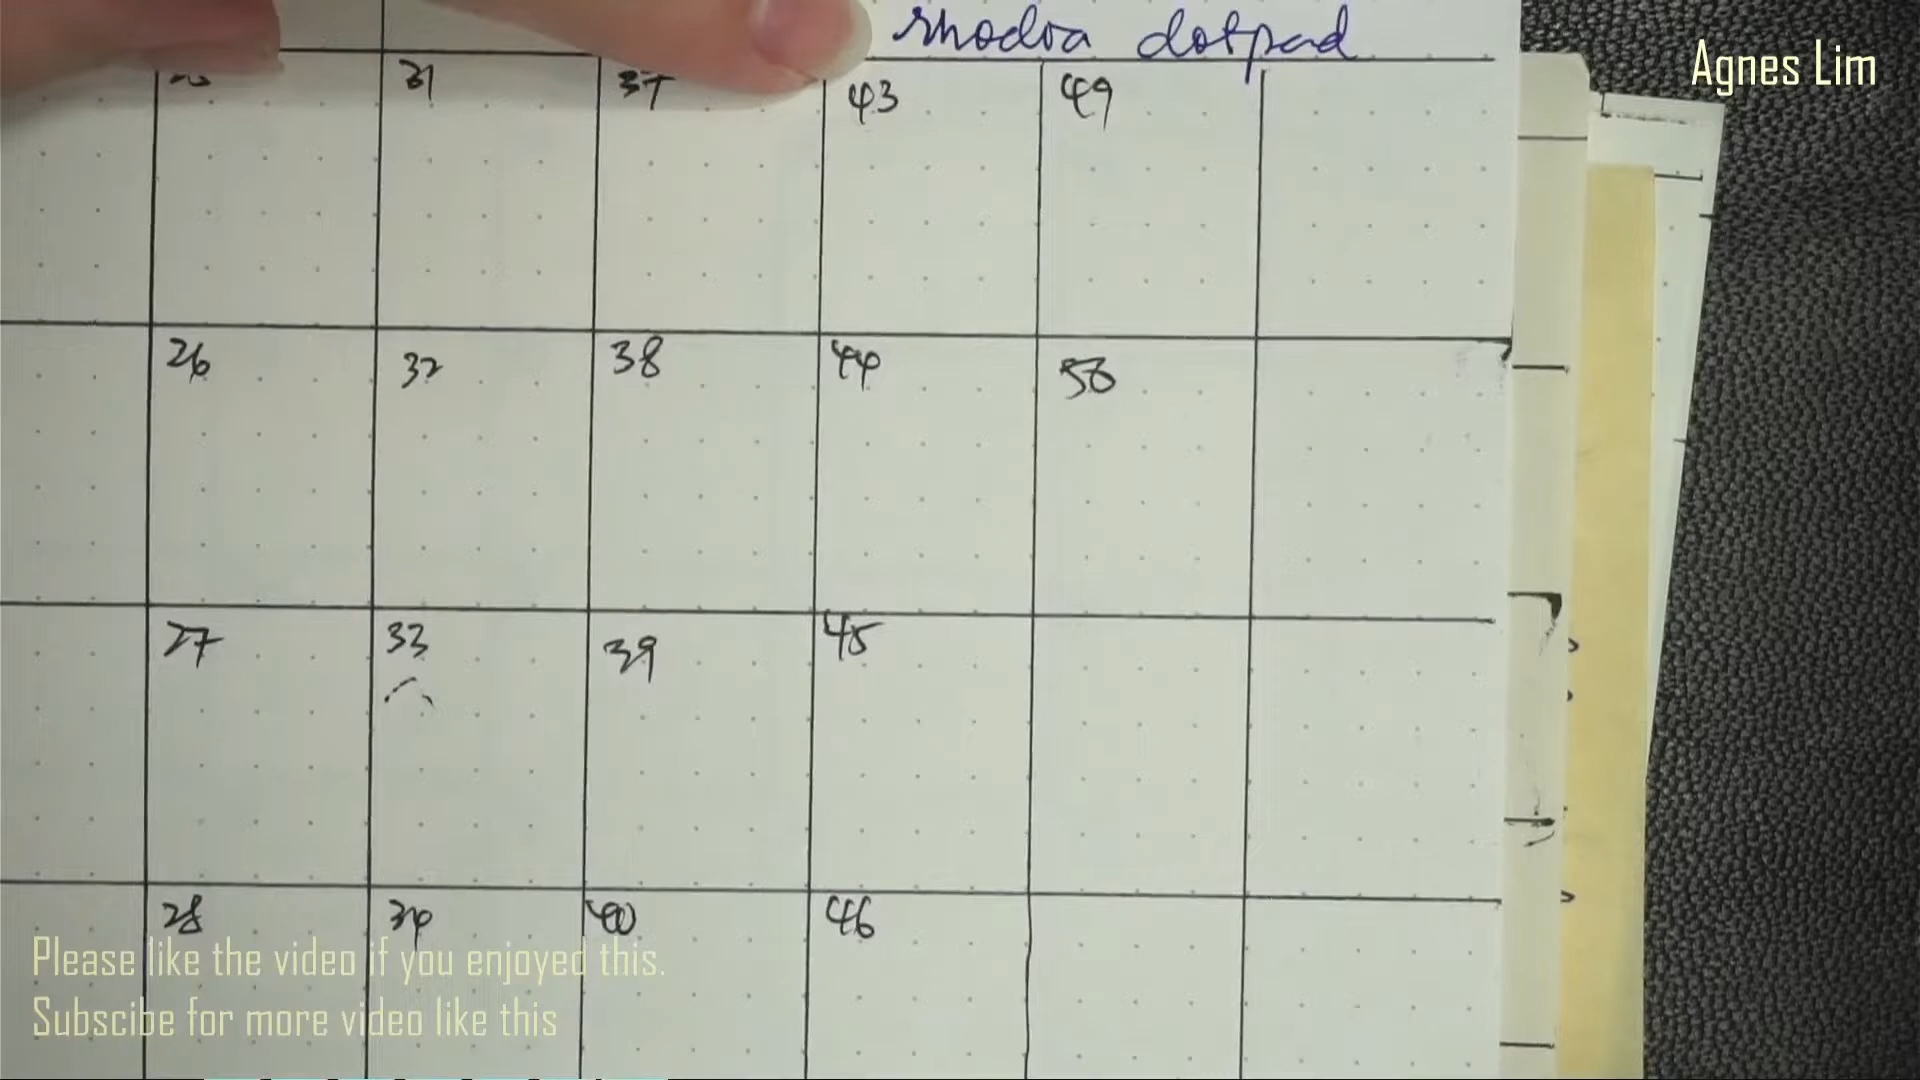 rhodia dotpad
Agnes Lim
31 37 43 49
26 32 38 44 50
27 33 39 45
28 34 40 46
Please like the video if you enjoyed this.
Subscibe for more video like this